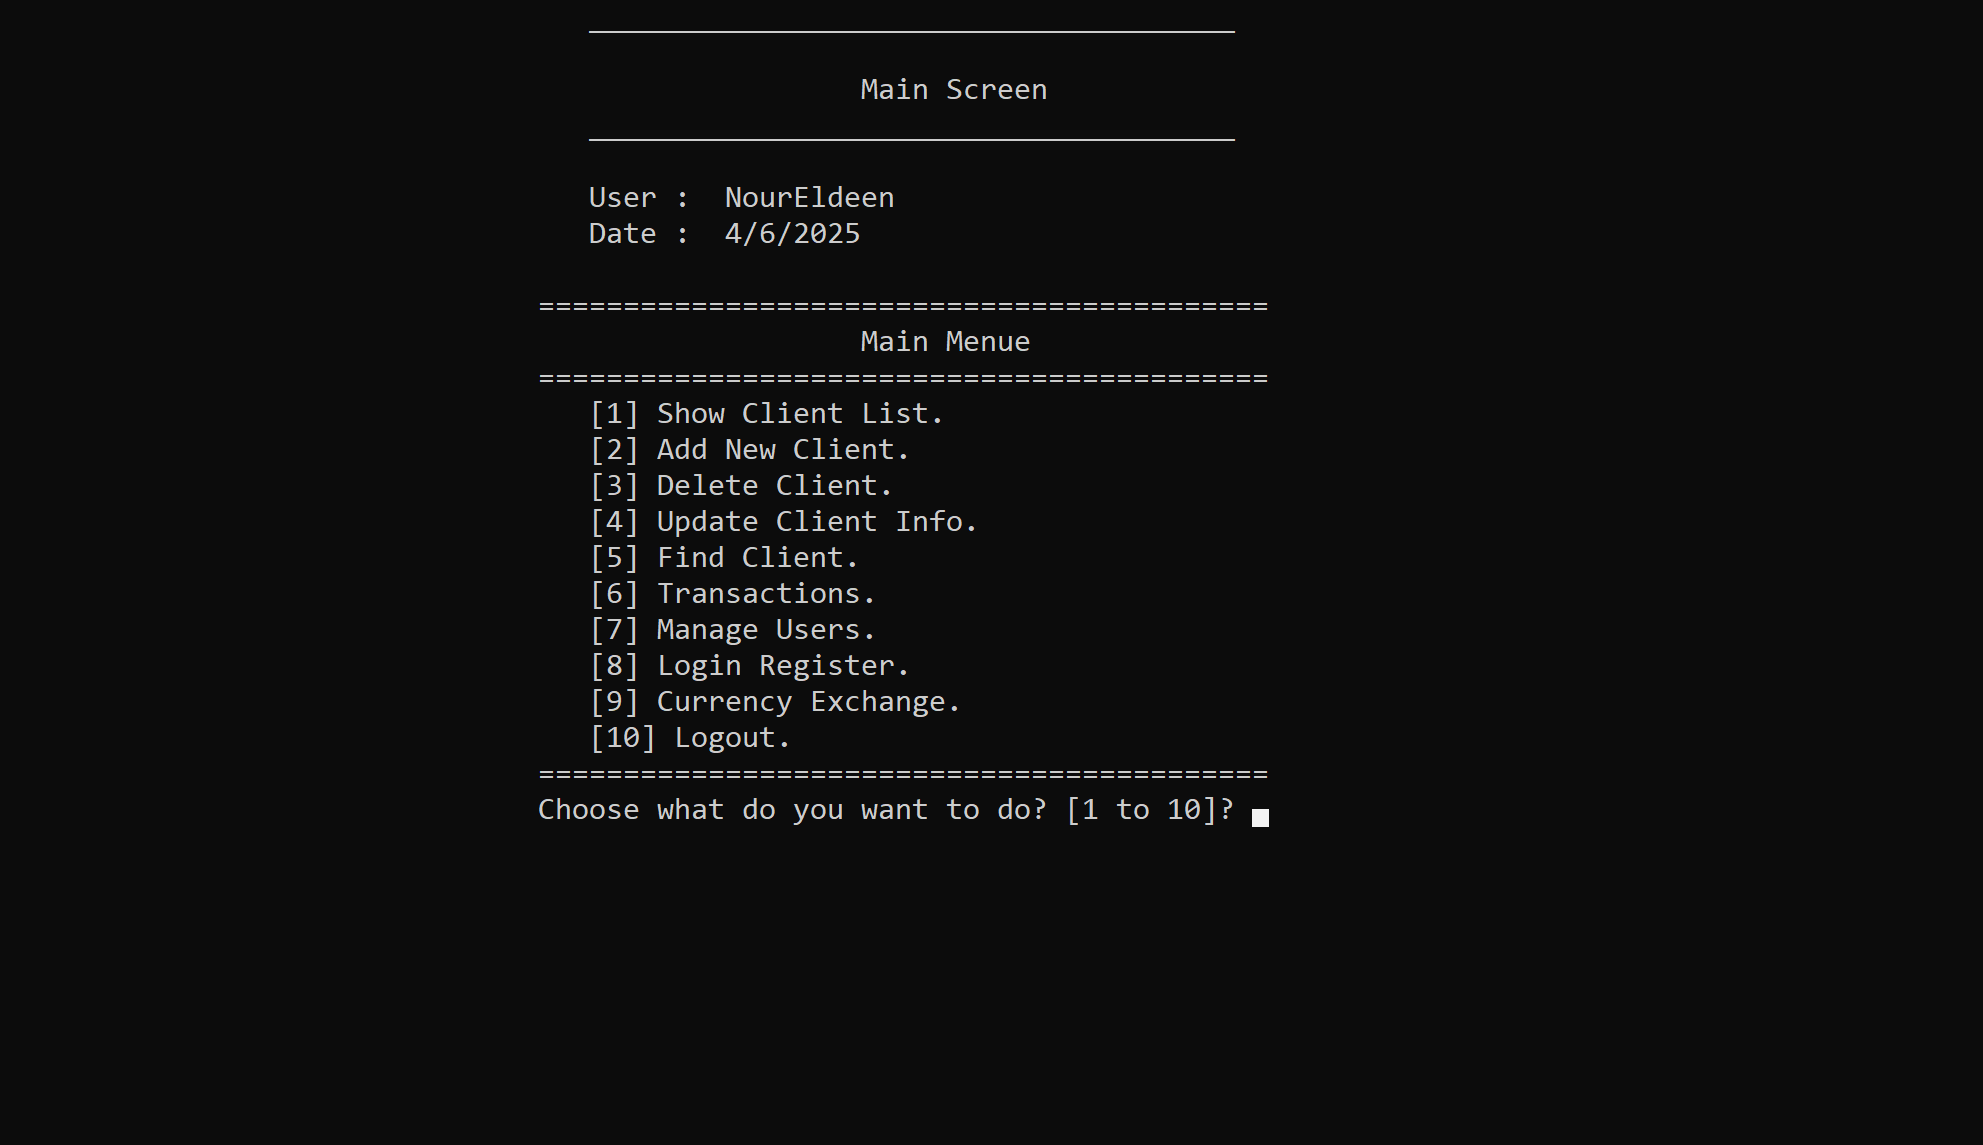 Main Screen
User :  NourEldeen
Date :  4/6/2025
===========================================
Main Menue
===========================================
[1] Show Client List.
[2] Add New Client.
[3] Delete Client.
[4] Update Client Info.
[5] Find Client.
[6] Transactions.
[7] Manage Users.
[8] Login Register.
[9] Currency Exchange.
[10] Logout.
===========================================
Choose what do you want to do? [1 to 10]?